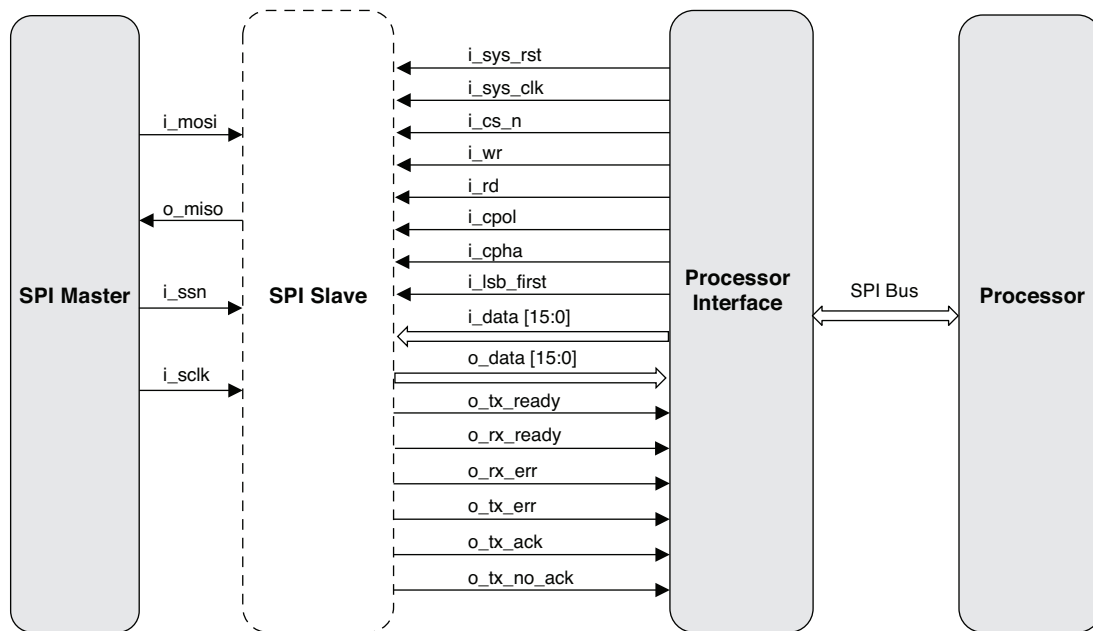 i_sys_rst
i_sys_clk
i_mosi
i_cs_n
i_wr
i_rd
o_miso
i_cpol
i_cpha
SPI Master
SPI Slave
i_ssn
i_lsb_first
Processor
Interface
SPI Bus
Processor
i_data [15:0]
o_data [15:0]
i_sclk
o_tx_ready
o_rx_ready
o_rx_err
o_tx_err
o_tx_ack
o_tx_no_ack